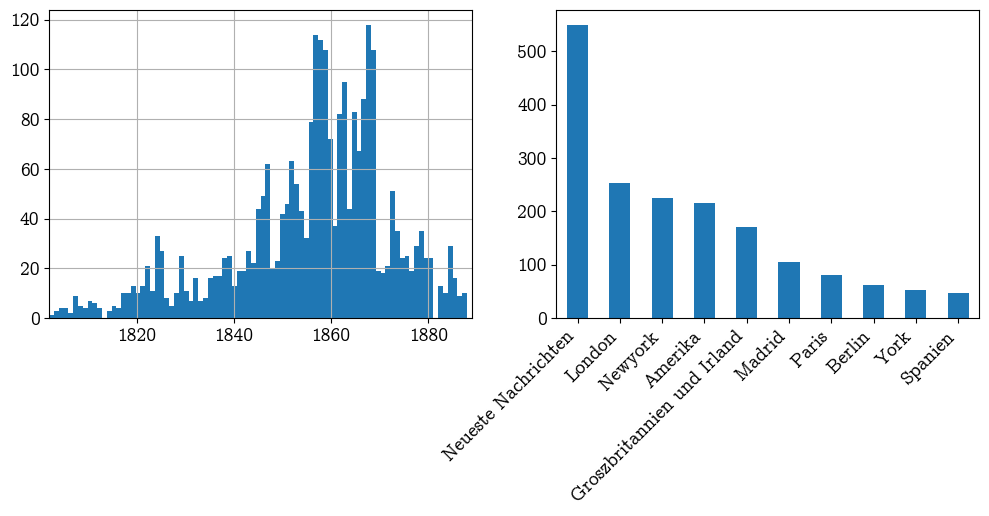 120
100
80
60
40
20
0
1820 1840 1860 1880
500
400
300
200
100
0
Neueste Nachrichten
London
Newyork
Amerika
Groszbritannien und Irland
Madrid
Paris
Berlin
York
Spanien